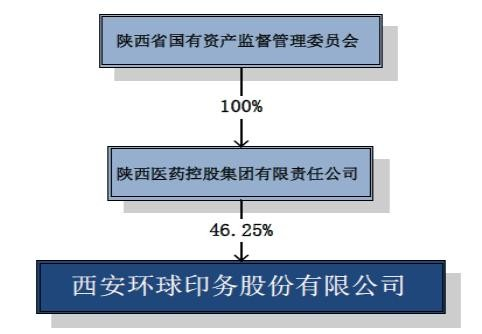 陕西省国有资产监督管理委员会
100%
陕西医药控股集团有限责任公司
46.25%
西安环球印务股份有限公司